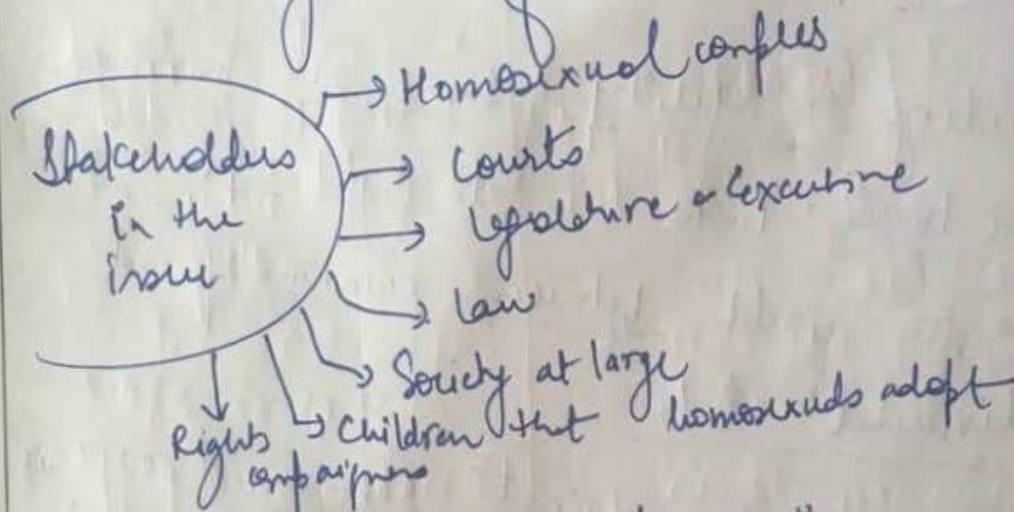 Stakeholders
in the
issue
Homosexual couples
Courts
Legislature & executive
Law
Society at large
Children that homosexuals adopt
Rights
campaigners